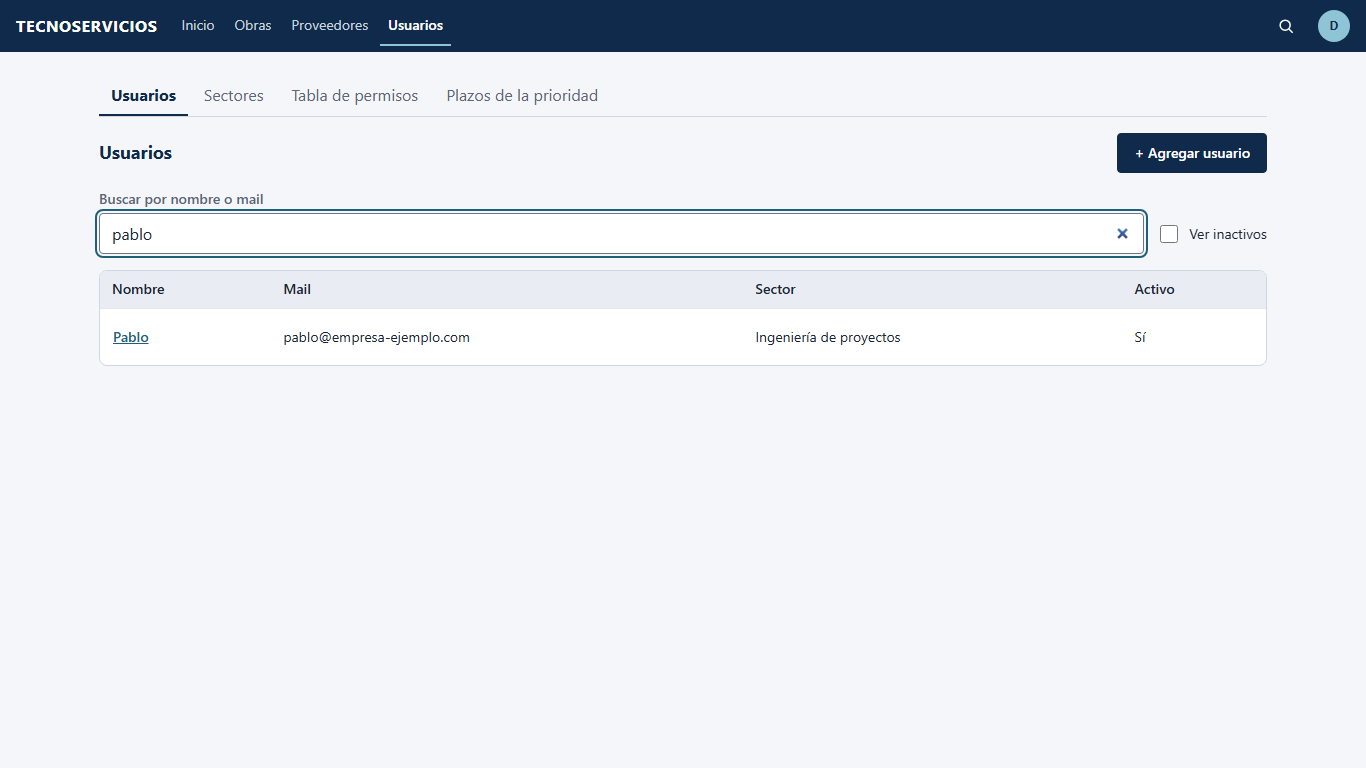 TECNOSERVICIOS Inicio Obras Proveedores Usuarios D
Usuarios Sectores Tabla de permisos Plazos de la prioridad
Usuarios + Agregar usuario
Buscar por nombre o mail
pablo Ver inactivos
Nombre Mail Sector Activo
Pablo pablo@empresa-ejemplo.com Ingeniería de proyectos Sí